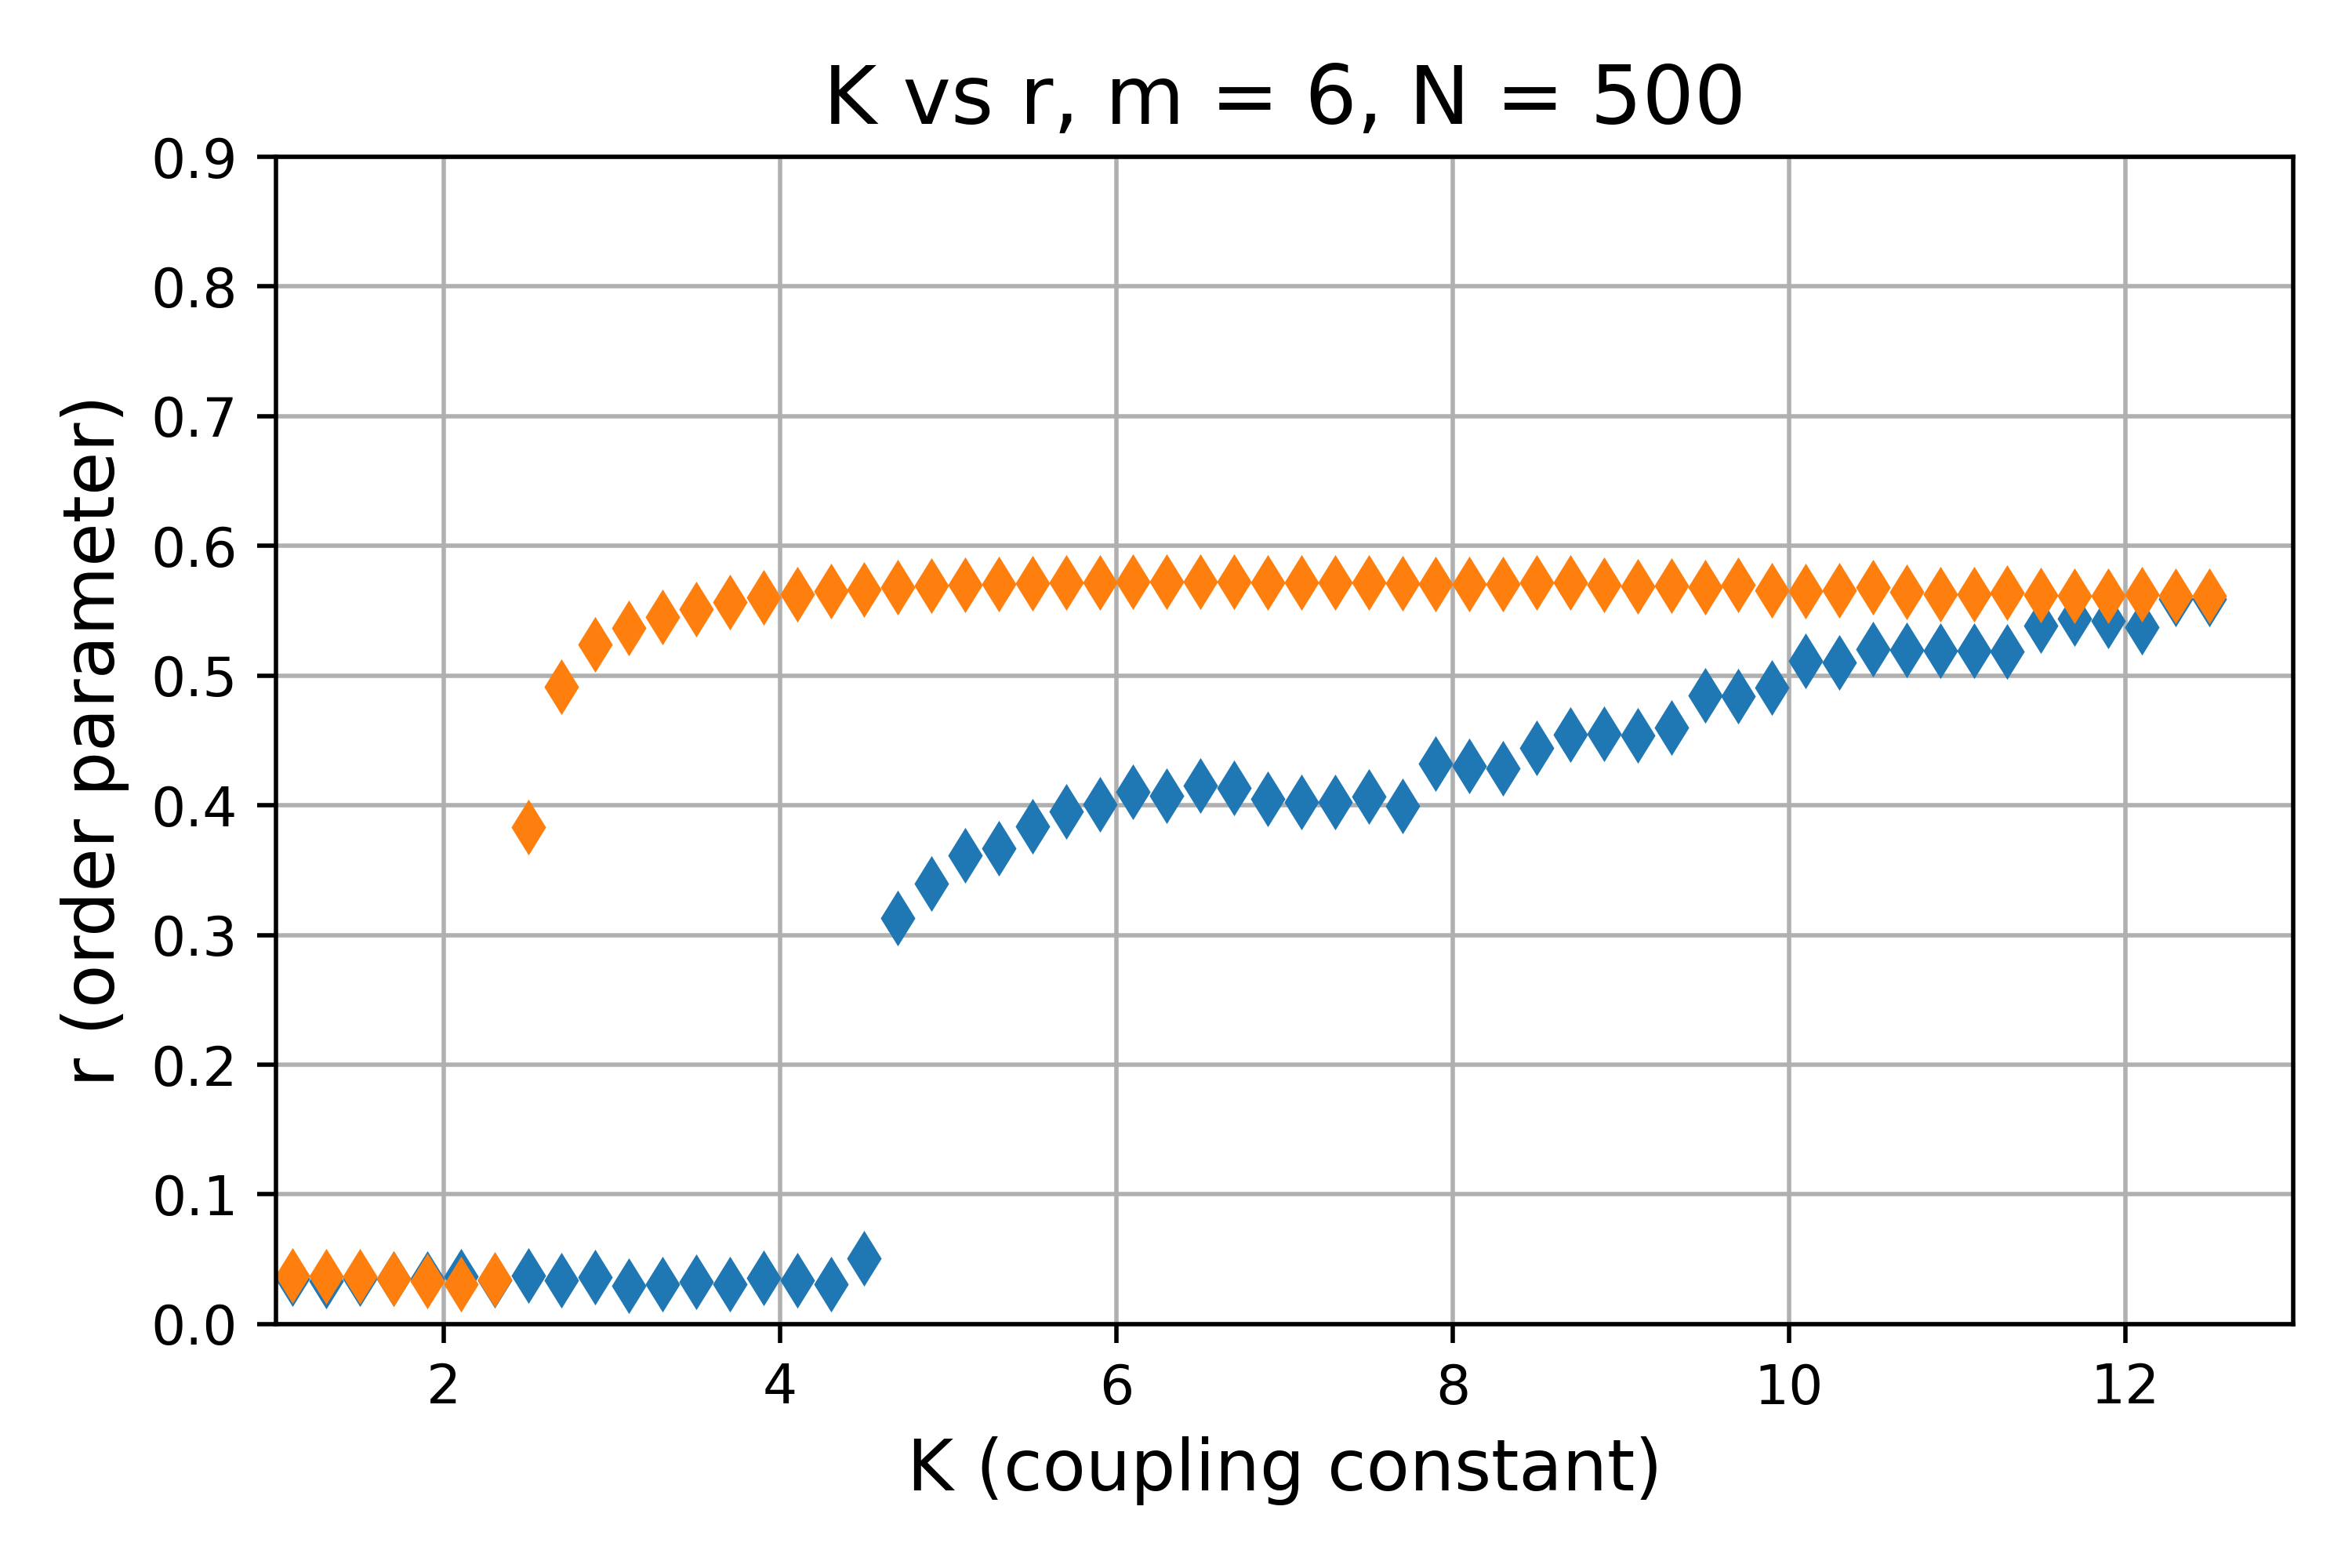 K vs r, m = 6, N = 500
r (order parameter)
0.9
0.8
0.7
0.6
0.5
0.4
0.3
0.2
0.1
0.0
2 4 6 8 10 12
K (coupling constant)